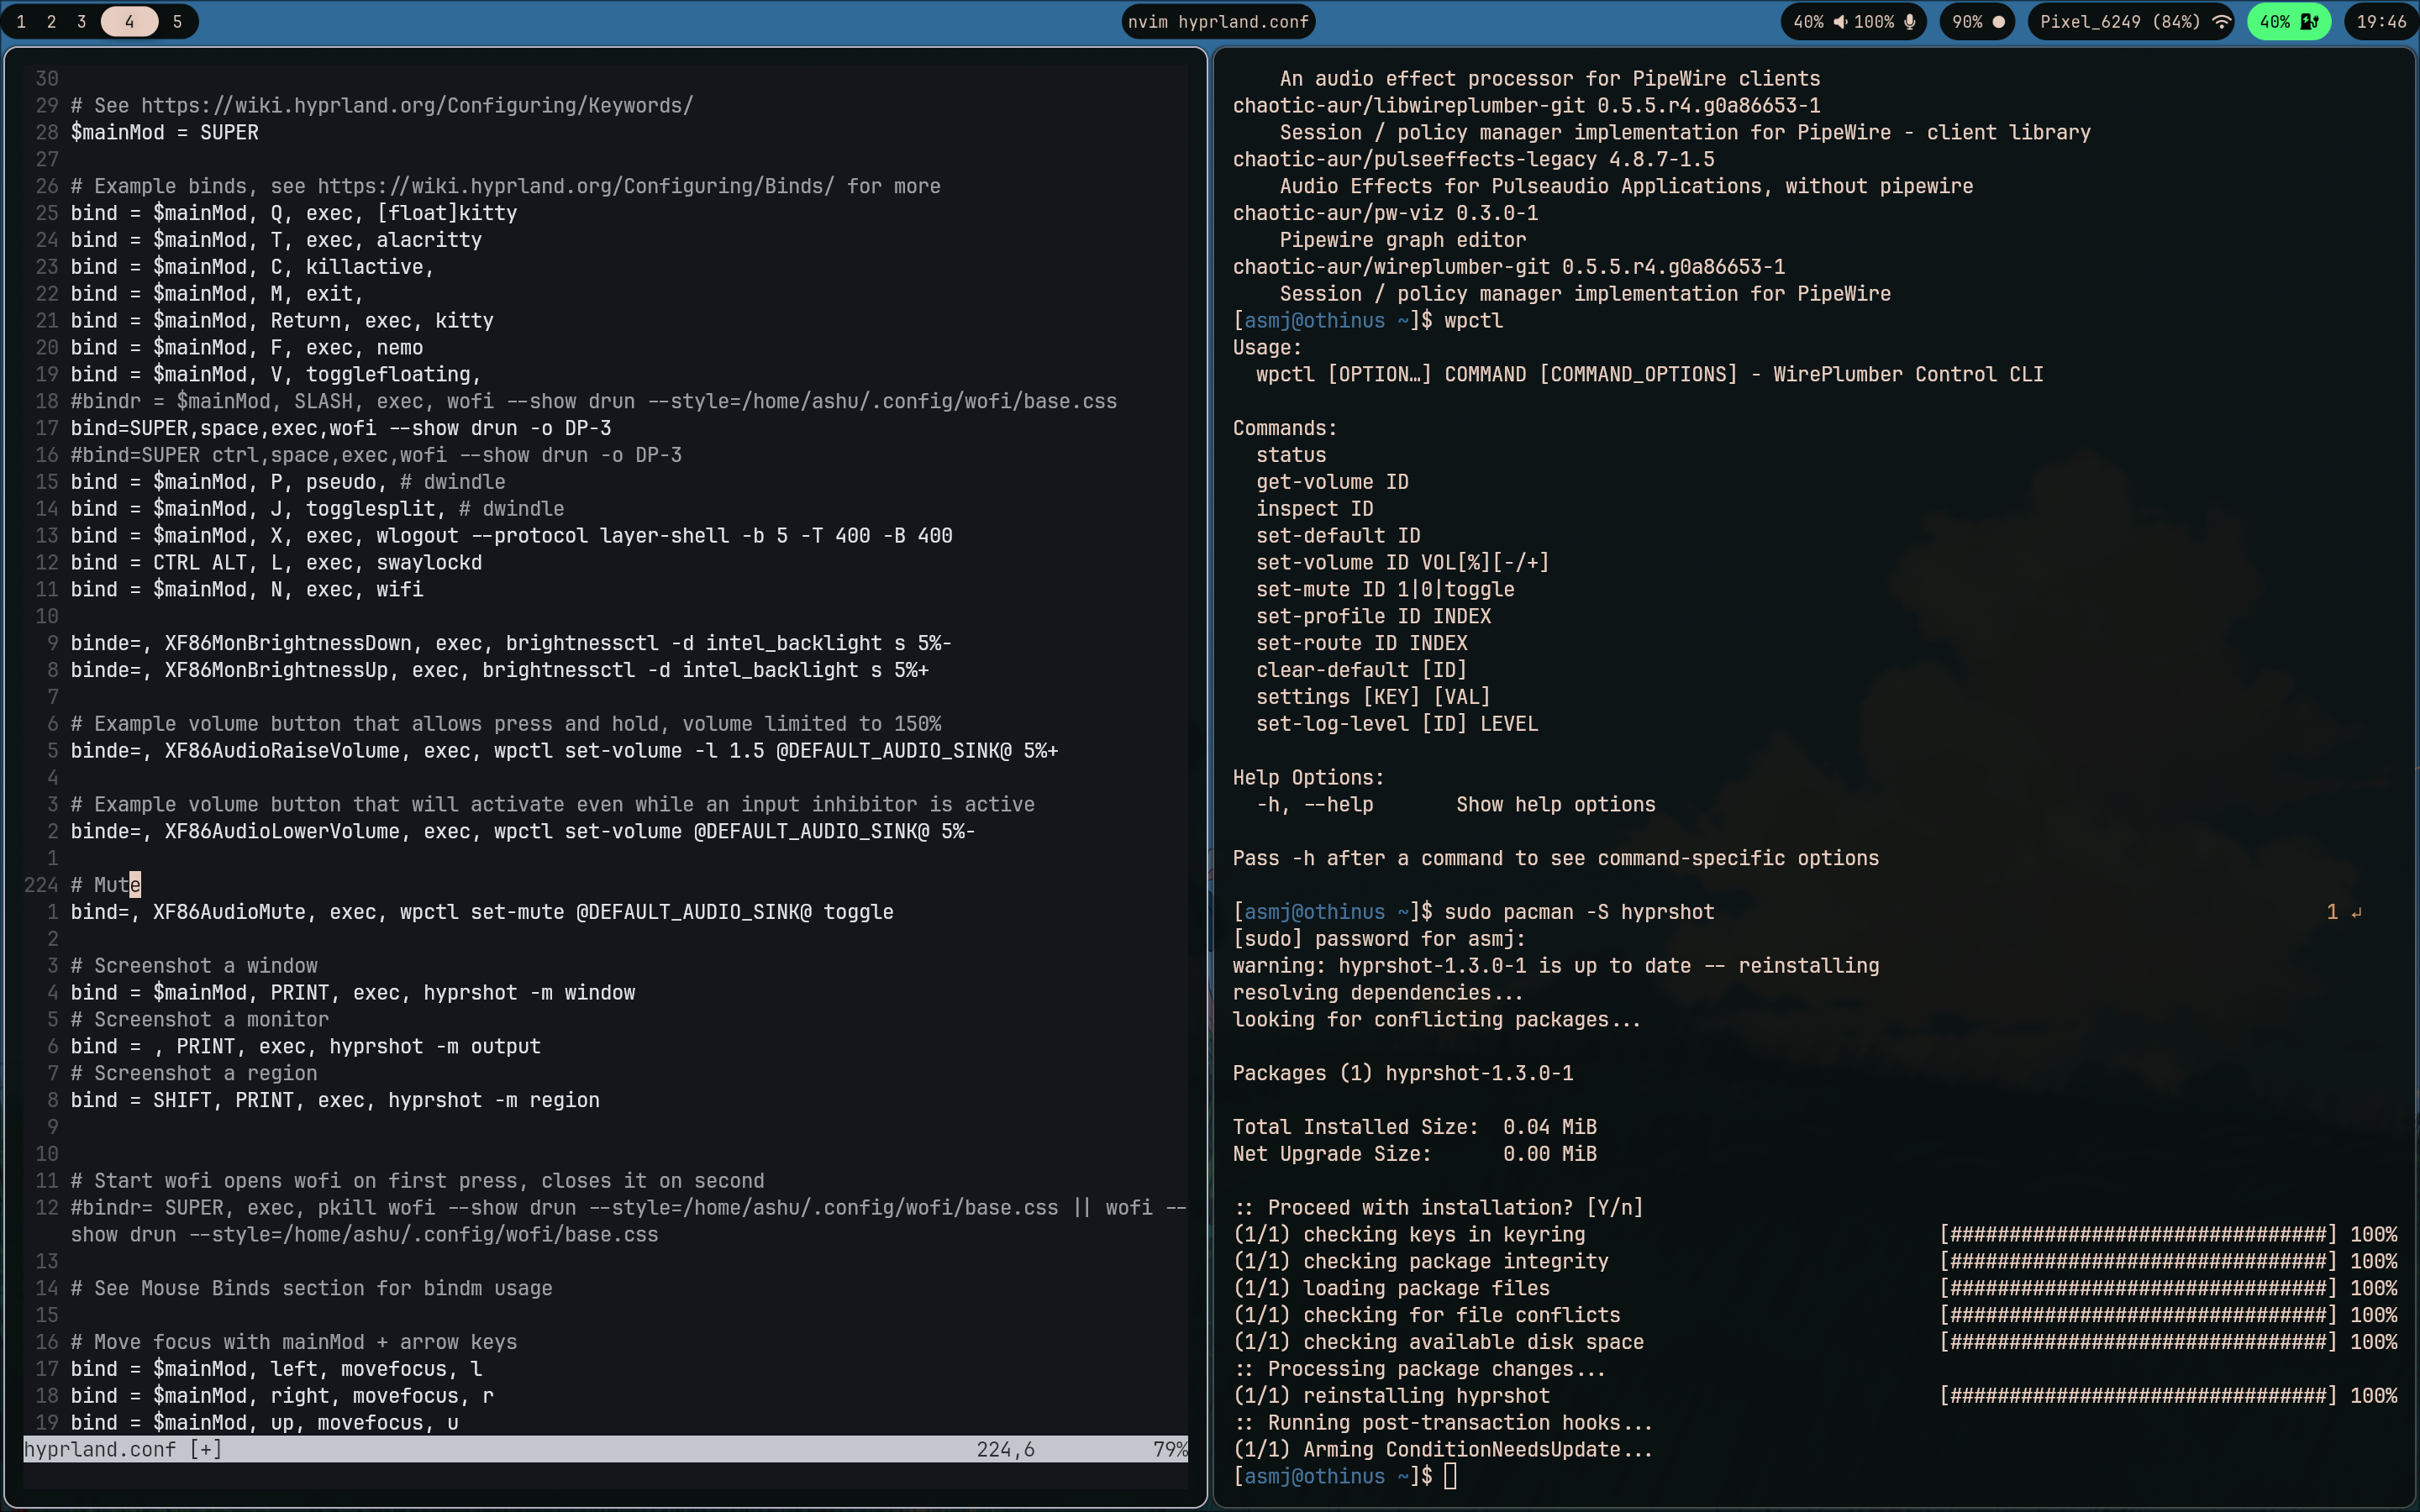 1 2 3 4 5
nvim hyprland.conf
40% 100%
90%
Pixel_6249 (84%)
40%
19:46
30
29 # See https://wiki.hyprland.org/Configuring/Keywords/
28 $mainMod = SUPER
27
26 # Example binds, see https://wiki.hyprland.org/Configuring/Binds/ for more
25 bind = $mainMod, Q, exec, [float]kitty
24 bind = $mainMod, T, exec, alacritty
23 bind = $mainMod, C, killactive,
22 bind = $mainMod, M, exit,
21 bind = $mainMod, Return, exec, kitty
20 bind = $mainMod, F, exec, nemo
19 bind = $mainMod, V, togglefloating,
18 #bindr = $mainMod, SLASH, exec, wofi --show drun --style=/home/ashu/.config/wofi/base.css
17 bind=SUPER,space,exec,wofi --show drun -o DP-3
16 #bind=SUPER ctrl,space,exec,wofi --show drun -o DP-3
15 bind = $mainMod, P, pseudo, # dwindle
14 bind = $mainMod, J, togglesplit, # dwindle
13 bind = $mainMod, X, exec, wlogout --protocol layer-shell -b 5 -T 400 -B 400
12 bind = CTRL ALT, L, exec, swaylockd
11 bind = $mainMod, N, exec, wifi
10
9 binde=, XF86MonBrightnessDown, exec, brightnessctl -d intel_backlight s 5%-
8 binde=, XF86MonBrightnessUp, exec, brightnessctl -d intel_backlight s 5%+
7
6 # Example volume button that allows press and hold, volume limited to 150%
5 binde=, XF86AudioRaiseVolume, exec, wpctl set-volume -l 1.5 @DEFAULT_AUDIO_SINK@ 5%+
4
3 # Example volume button that will activate even while an input inhibitor is active
2 binde=, XF86AudioLowerVolume, exec, wpctl set-volume @DEFAULT_AUDIO_SINK@ 5%-
1
224 # Mute
1 bind=, XF86AudioMute, exec, wpctl set-mute @DEFAULT_AUDIO_SINK@ toggle
2
3 # Screenshot a window
4 bind = $mainMod, PRINT, exec, hyprshot -m window
5 # Screenshot a monitor
6 bind = , PRINT, exec, hyprshot -m output
7 # Screenshot a region
8 bind = SHIFT, PRINT, exec, hyprshot -m region
9
10
11 # Start wofi opens wofi on first press, closes it on second
12 #bindr= SUPER, exec, pkill wofi --show drun --style=/home/ashu/.config/wofi/base.css || wofi --
show drun --style=/home/ashu/.config/wofi/base.css
13
14 # See Mouse Binds section for bindm usage
15
16 # Move focus with mainMod + arrow keys
17 bind = $mainMod, left, movefocus, l
18 bind = $mainMod, right, movefocus, r
19 bind = $mainMod, up, movefocus, u
hyprland.conf [+] 224,6 79%
An audio effect processor for PipeWire clients
chaotic-aur/libwireplumber-git 0.5.5.r4.g0a86653-1
Session / policy manager implementation for PipeWire - client library
chaotic-aur/pulseeffects-legacy 4.8.7-1.5
Audio Effects for Pulseaudio Applications, without pipewire
chaotic-aur/pw-viz 0.3.0-1
Pipewire graph editor
chaotic-aur/wireplumber-git 0.5.5.r4.g0a86653-1
Session / policy manager implementation for PipeWire
[asmj@othinus ~]$ wpctl
Usage:
wpctl [OPTION…] COMMAND [COMMAND_OPTIONS] - WirePlumber Control CLI
Commands:
status
get-volume ID
inspect ID
set-default ID
set-volume ID VOL[%][-/+]
set-mute ID 1|0|toggle
set-profile ID INDEX
set-route ID INDEX
clear-default [ID]
settings [KEY] [VAL]
set-log-level [ID] LEVEL
Help Options:
-h, --help Show help options
Pass -h after a command to see command-specific options
[asmj@othinus ~]$ sudo pacman -S hyprshot 1 ↵
[sudo] password for asmj:
warning: hyprshot-1.3.0-1 is up to date -- reinstalling
resolving dependencies...
looking for conflicting packages...
Packages (1) hyprshot-1.3.0-1
Total Installed Size: 0.04 MiB
Net Upgrade Size: 0.00 MiB
:: Proceed with installation? [Y/n]
(1/1) checking keys in keyring [################################] 100%
(1/1) checking package integrity [################################] 100%
(1/1) loading package files [################################] 100%
(1/1) checking for file conflicts [################################] 100%
(1/1) checking available disk space [################################] 100%
:: Processing package changes...
(1/1) reinstalling hyprshot [################################] 100%
:: Running post-transaction hooks...
(1/1) Arming ConditionNeedsUpdate...
[asmj@othinus ~]$